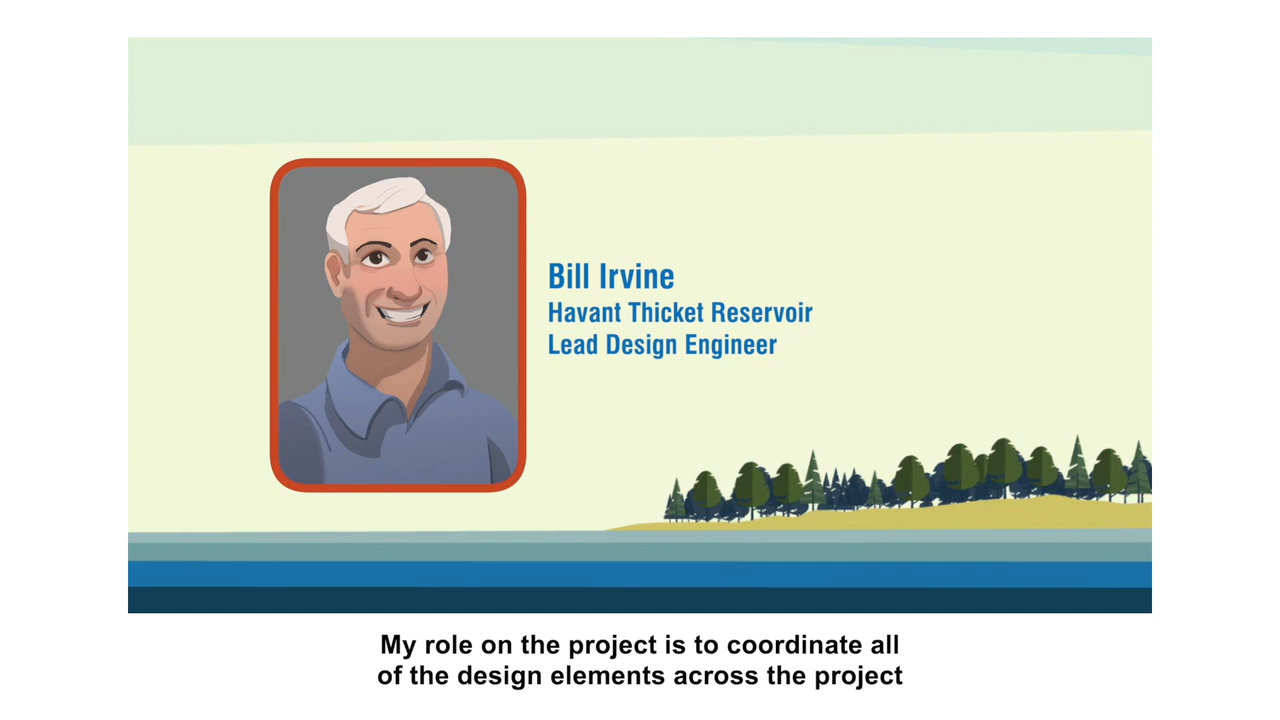 Bill Irvine
Havant Thicket Reservoir
Lead Design Engineer
My role on the project is to coordinate all
of the design elements across the project